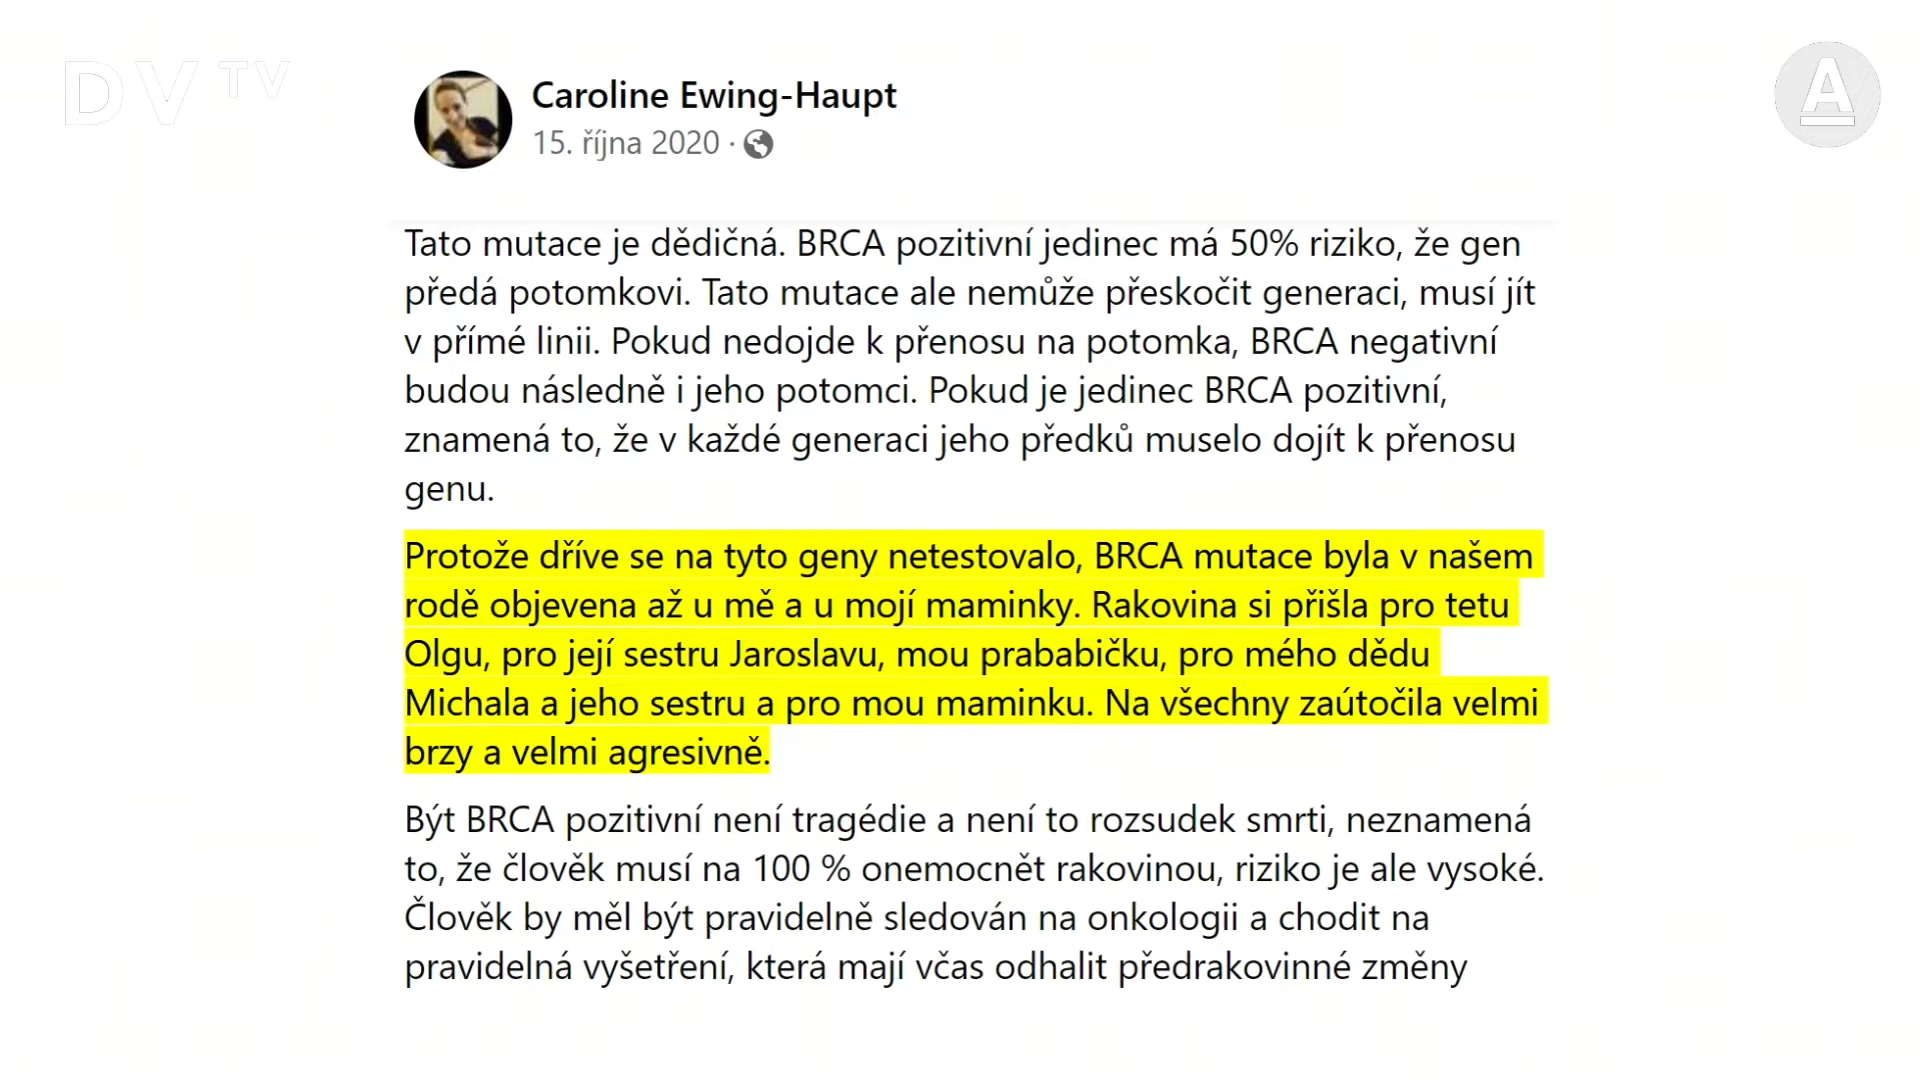 DVTV
A
Caroline Ewing-Haupt
15. října 2020 ·
Tato mutace je dědičná. BRCA pozitivní jedinec má 50% riziko, že gen
předá potomkovi. Tato mutace ale nemůže přeskočit generaci, musí jít
v přímé linii. Pokud nedojde k přenosu na potomka, BRCA negativní
budou následně i jeho potomci. Pokud je jedinec BRCA pozitivní,
znamená to, že v každé generaci jeho předků muselo dojít k přenosu
genu.
Protože dříve se na tyto geny netestovalo, BRCA mutace byla v našem
rodě objevena až u mě a u mojí maminky. Rakovina si přišla pro tetu
Olgu, pro její sestru Jaroslavu, mou prababičku, pro mého dědu
Michala a jeho sestru a pro mou maminku. Na všechny zaútočila velmi
brzy a velmi agresivně.
Být BRCA pozitivní není tragédie a není to rozsudek smrti, neznamená
to, že člověk musí na 100 % onemocnět rakovinou, riziko je ale vysoké.
Člověk by měl být pravidelně sledován na onkologii a chodit na
pravidelná vyšetření, která mají včas odhalit předrakovinné změny